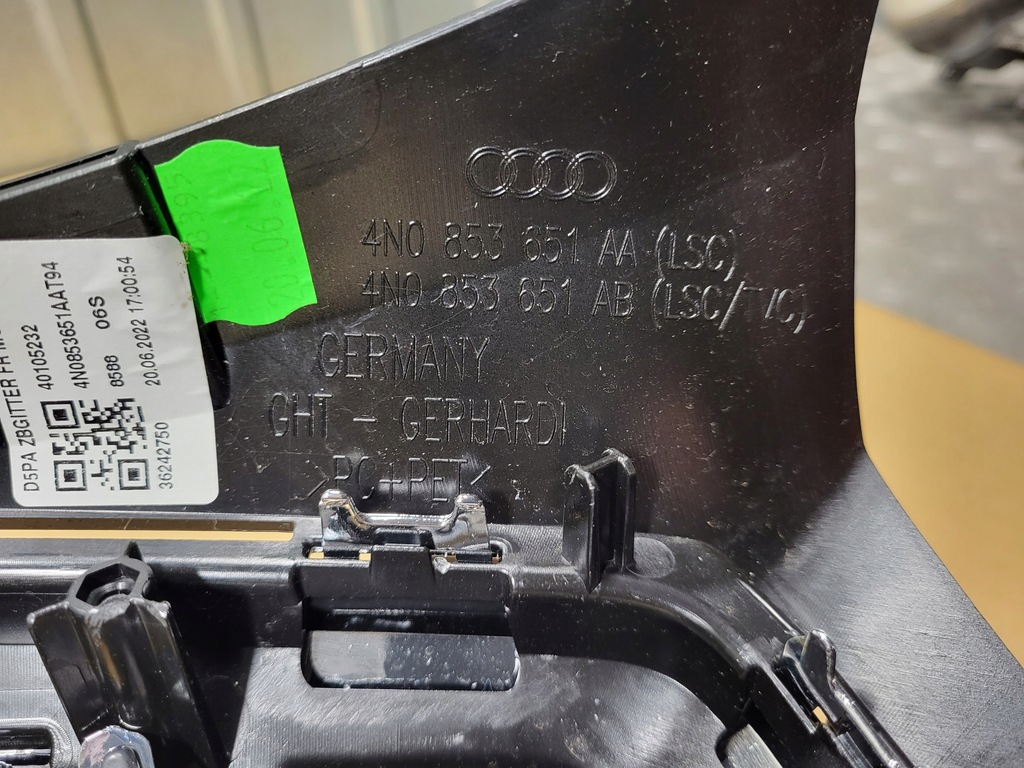 4N0 853 651 AA (LSC)
4N0 853 651 AB (LSC/TVC)
GERMANY
GHT - GERHARDI
>PC+PET<
D5PA ZBGITTER FR
40105232
4N0853651AAT94
8588 06S
20.06.2022 17:00:54
36242750